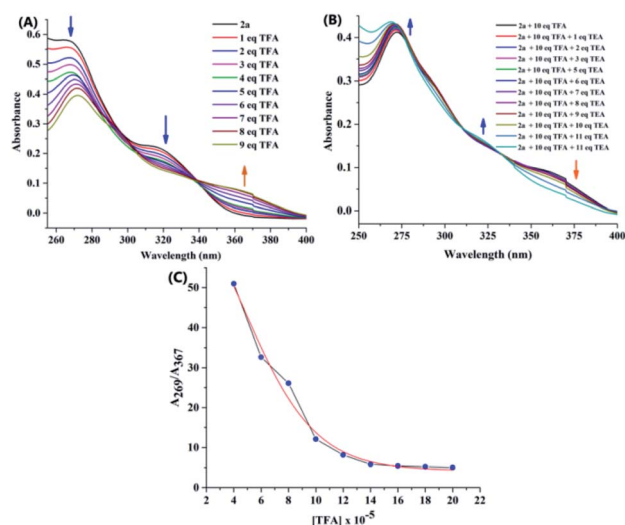 (A)
0.6
0.5
0.4
0.3
0.2
0.1
0.0
Absorbance
260 280 300 320 340 360 380 400
Wavelength (nm)
2a
1 eq TFA
2 eq TFA
3 eq TFA
4 eq TFA
5 eq TFA
6 eq TFA
7 eq TFA
8 eq TFA
9 eq TFA
(B)
0.4
0.3
0.2
0.1
0.0
Absorbance
250 275 300 325 350 375 400
Wavelength (nm)
2a + 10 eq TFA
2a + 10 eq TFA + 1 eq TEA
2a + 10 eq TFA + 2 eq TEA
2a + 10 eq TFA + 3 eq TEA
2a + 10 eq TFA + 5 eq TEA
2a + 10 eq TFA + 6 eq TEA
2a + 10 eq TFA + 7 eq TEA
2a + 10 eq TFA + 8 eq TEA
2a + 10 eq TFA + 9 eq TEA
2a + 10 eq TFA + 10 eq TEA
2a + 10 eq TFA + 11 eq TEA
2a + 10 eq TFA + 11 eq TEA
(C)
50
40
30
20
10
0
A269/A367
2 4 6 8 10 12 14 16 18 20 22
[TFA] x 10-5